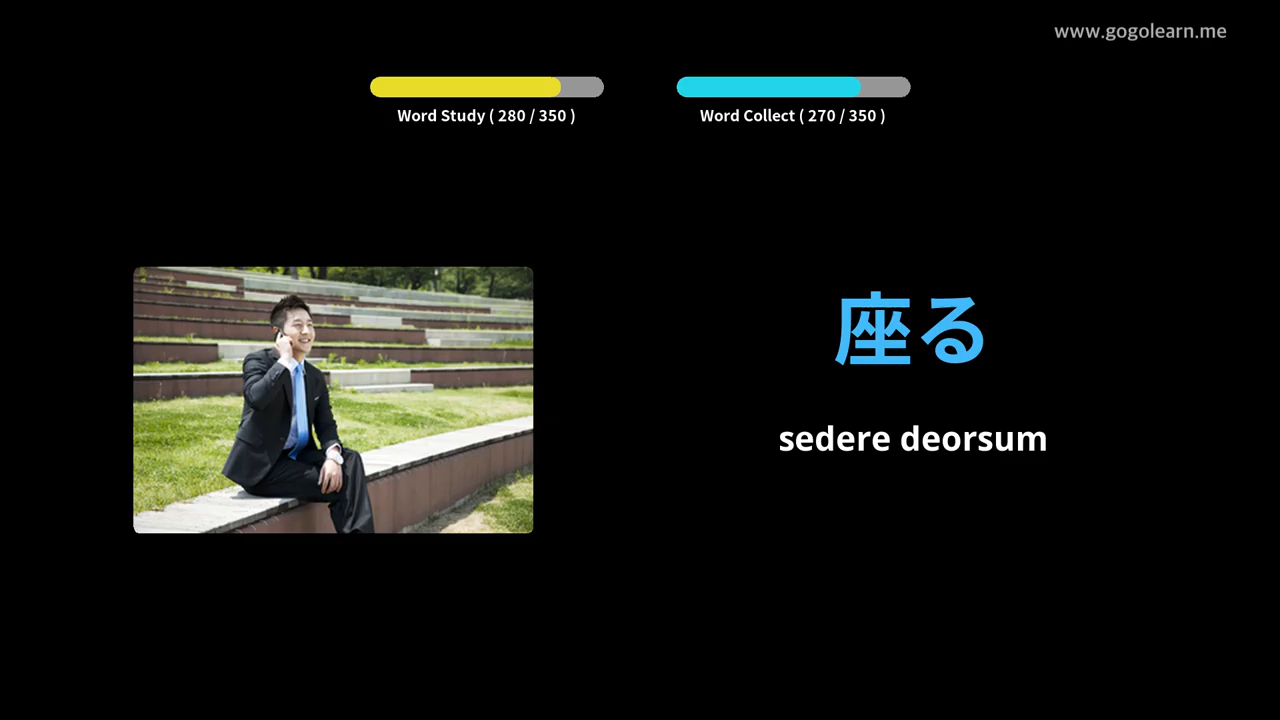 www.gogolearn.me
Word Study ( 280 / 350 )
Word Collect ( 270 / 350 )
座る
sedere deorsum